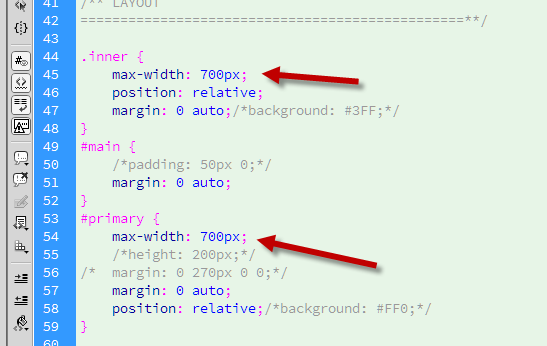 41 /** LAYOUT
42 ================================================**/
43
44 .inner {
45 max-width: 700px;
46 position: relative;
47 margin: 0 auto;/*background: #3FF;*/
48 }
49 #main {
50 /*padding: 50px 0;*/
51 margin: 0 auto;
52 }
53 #primary {
54 max-width: 700px;
55 /*height: 200px;*/
56 /* margin: 0 270px 0 0;*/
57 margin: 0 auto;
58 position: relative;/*background: #FF0;*/
59 }
60